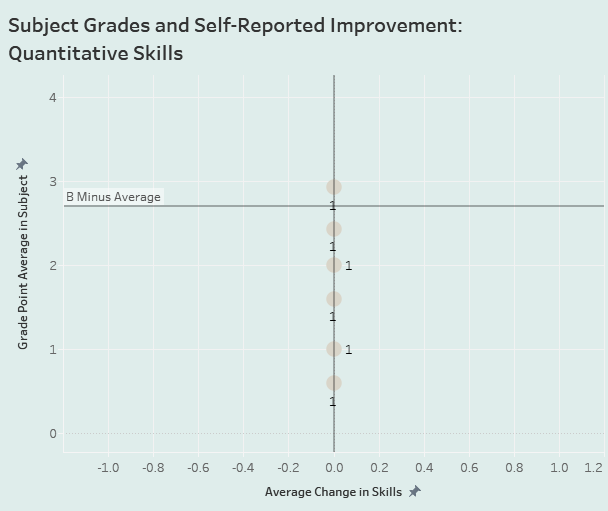 Subject Grades and Self-Reported Improvement:
Quantitative Skills
4
3
2
1
0
Grade Point Average in Subject
B Minus Average
1
1
1
1
1
1
-1.0 -0.8 -0.6 -0.4 -0.2 0.0 0.2 0.4 0.6 0.8 1.0 1.2
Average Change in Skills